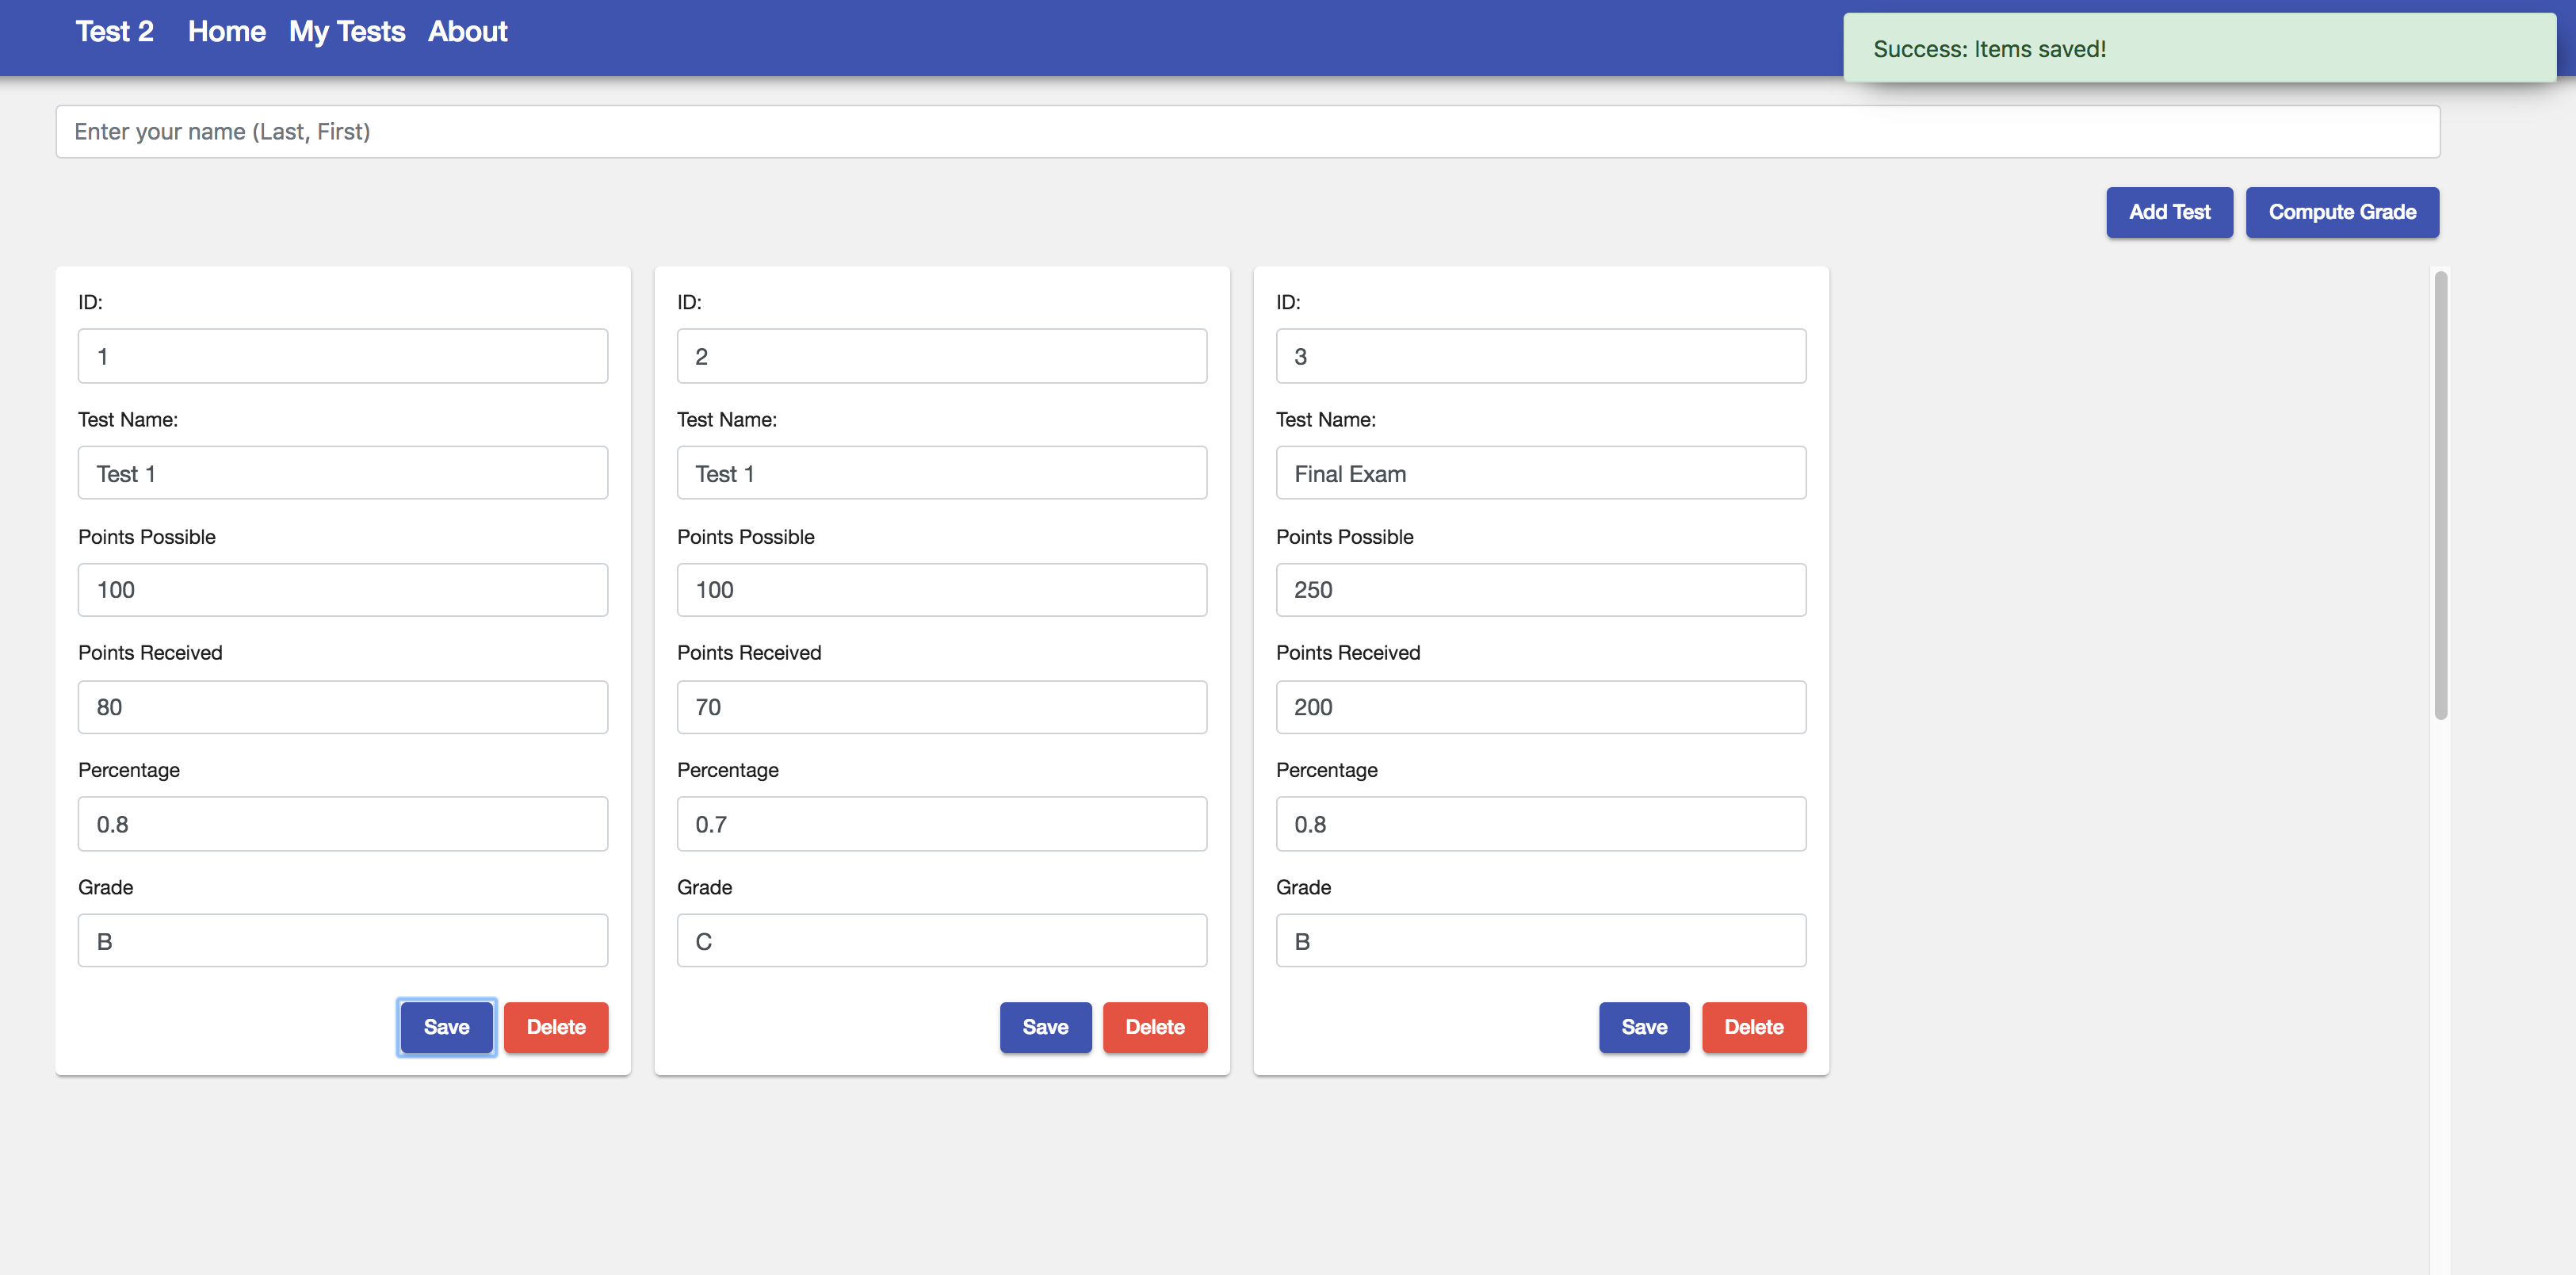 Test 2 Home My Tests About
Success: Items saved!
Enter your name (Last, First)
Add Test Compute Grade
ID:
1
Test Name:
Test 1
Points Possible
100
Points Received
80
Percentage
0.8
Grade
B
Save Delete
ID:
2
Test Name:
Test 1
Points Possible
100
Points Received
70
Percentage
0.7
Grade
C
Save Delete
ID:
3
Test Name:
Final Exam
Points Possible
250
Points Received
200
Percentage
0.8
Grade
B
Save Delete